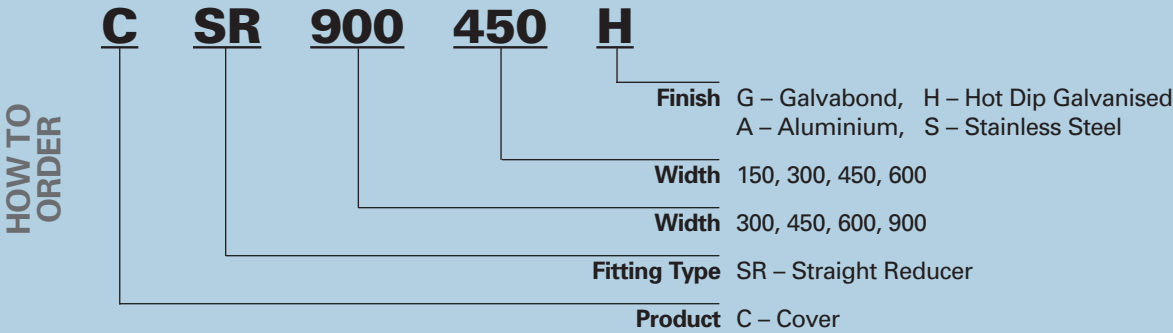 C SR 900 450 H
HOW TO
ORDER
Finish G – Galvabond, H – Hot Dip Galvanised
A – Aluminium, S – Stainless Steel
Width 150, 300, 450, 600
Width 300, 450, 600, 900
Fitting Type SR – Straight Reducer
Product C – Cover